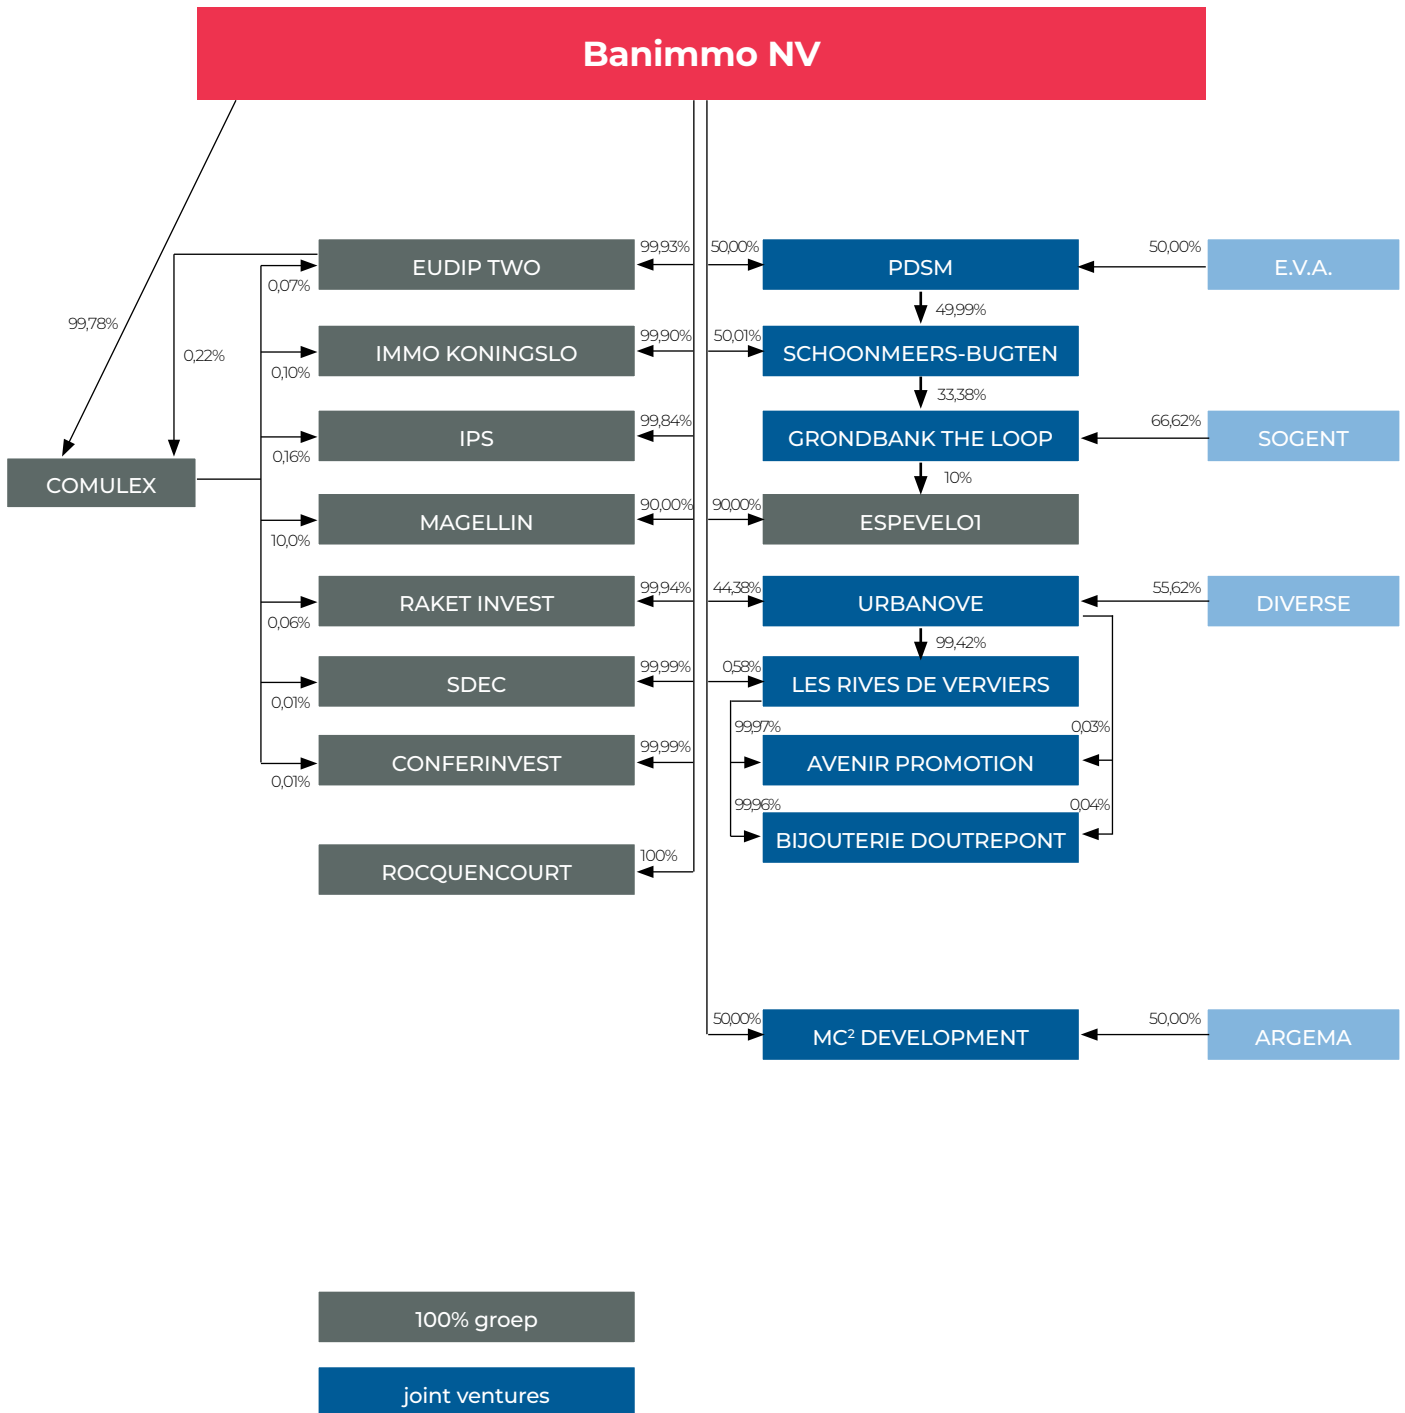 Banimmo NV
99,93%
50,00%
50,00%
EUDIP TWO
PDSM
E.V.A.
0,07%
49,99%
99,78%
99,90%
50,01%
0,22%
IMMO KONINGSLO
SCHOONMEERS-BUGTEN
0,10%
33,38%
99,84%
66,62%
IPS
GRONDBANK THE LOOP
SOGENT
0,16%
10%
COMULEX
90,00%
90,00%
MAGELLIN
ESPEVELO1
10,0%
99,94%
44,38%
55,62%
RAKET INVEST
URBANOVE
DIVERSE
0,06%
99,42%
99,99%
0,58%
SDEC
LES RIVES DE VERVIERS
0,01%
99,97%
0,03%
99,99%
CONFERINVEST
AVENIR PROMOTION
0,01%
99,96%
0,04%
BIJOUTERIE DOUTREPONT
100%
ROCQUENCOURT
50,00%
50,00%
MC² DEVELOPMENT
ARGEMA
100% groep
joint ventures